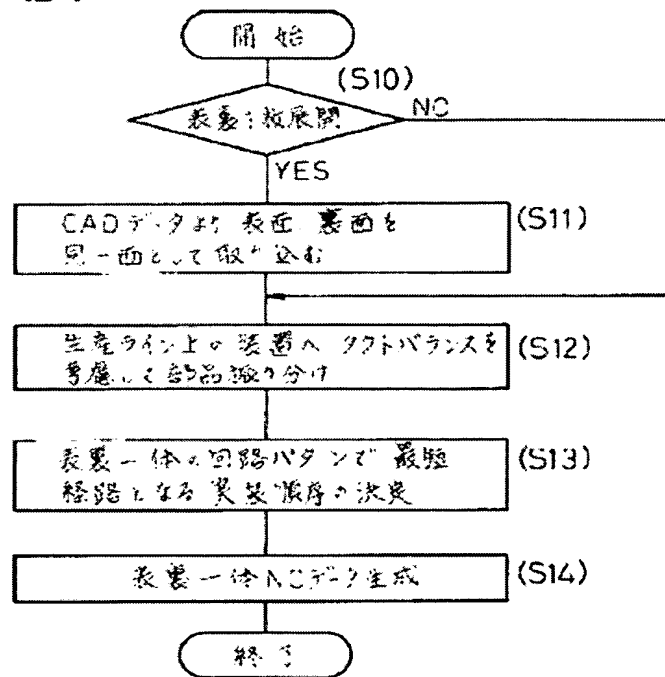 開始
(S10)
表裏 展開
NO
YES
CADデータより 表面 裏面を
同一面として取り込む
(S11)
生産ライン上の装置へ タクトバランスを
考慮して部品振り分け
(S12)
表裏一体の回路パタンで 最短
経路となる実装順序の決定
(S13)
表裏一体NCデータ生成
(S14)
終了